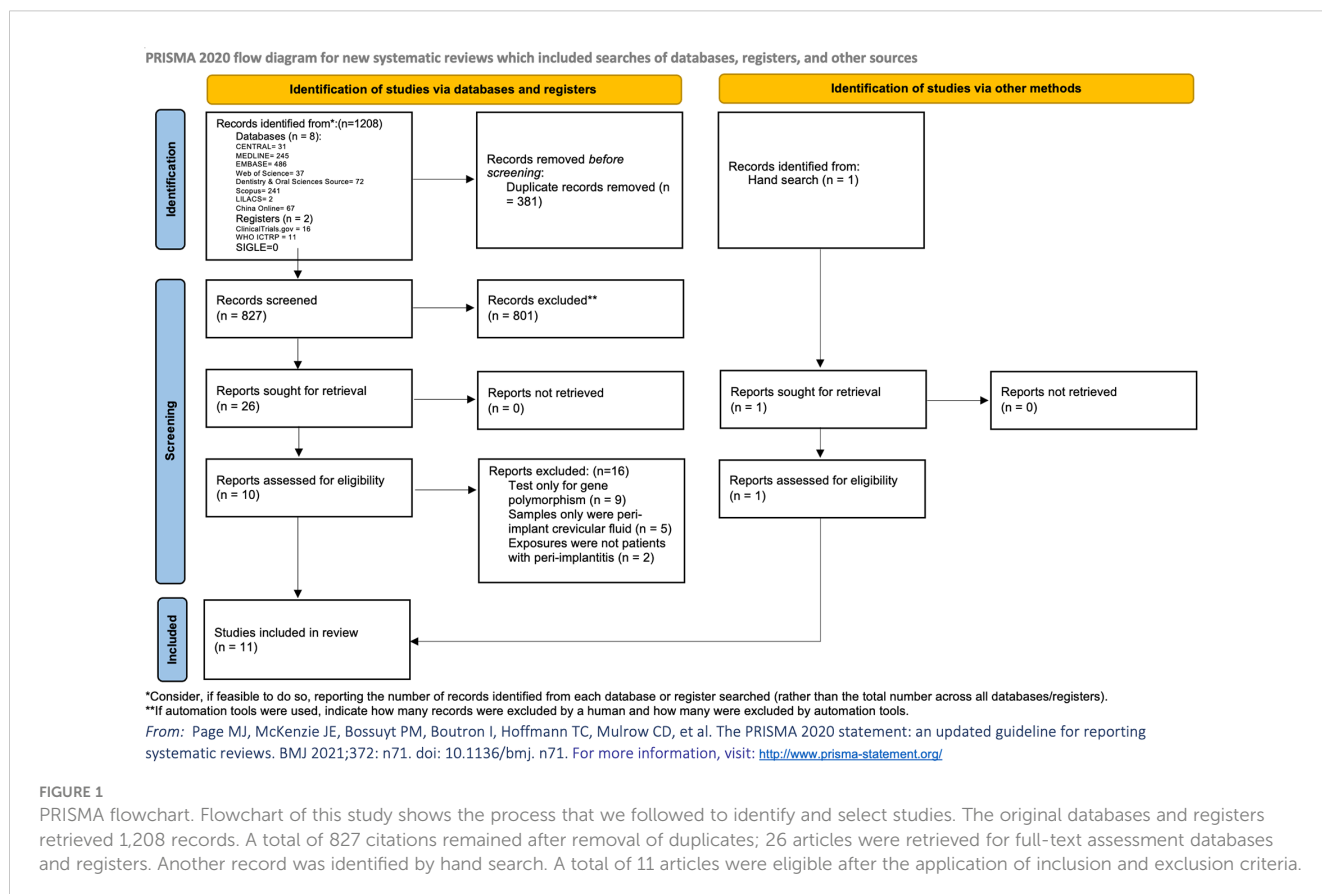 PRISMA 2020 flow diagram for new systematic reviews which included searches of databases, registers, and other sources
Identification of studies via databases and registers
Identification of studies via other methods
Identification
Records identified from*:(n=1208)
Databases (n = 8):
CENTRAL= 31
MEDLINE= 245
EMBASE= 486
Web of Science= 37
Dentistry & Oral Sciences Source= 72
Scopus= 241
LILACS= 2
China Online= 67
Registers (n = 2)
ClinicalTrials.gov = 16
WHO ICTRP = 11
SIGLE=0
Records removed before
screening:
Duplicate records removed (n
= 381)
Records identified from:
Hand search (n = 1)
Screening
Records screened
(n = 827)
Records excluded**
(n = 801)
Reports sought for retrieval
(n = 26)
Reports not retrieved
(n = 0)
Reports sought for retrieval
(n = 1)
Reports not retrieved
(n = 0)
Reports assessed for eligibility
(n = 10)
Reports excluded: (n=16)
Test only for gene
polymorphism (n = 9)
Samples only were peri-
implant crevicular fluid (n = 5)
Exposures were not patients
with peri-implantitis (n = 2)
Reports assessed for eligibility
(n = 1)
Included
Studies included in review
(n = 11)
*Consider, if feasible to do so, reporting the number of records identified from each database or register searched (rather than the total number across all databases/registers).
**If automation tools were used, indicate how many records were excluded by a human and how many were excluded by automation tools.
From: Page MJ, McKenzie JE, Bossuyt PM, Boutron I, Hoffmann TC, Mulrow CD, et al. The PRISMA 2020 statement: an updated guideline for reporting
systematic reviews. BMJ 2021;372: n71. doi: 10.1136/bmj. n71. For more information, visit: http://www.prisma-statement.org/
FIGURE 1
PRISMA flowchart. Flowchart of this study shows the process that we followed to identify and select studies. The original databases and registers
retrieved 1,208 records. A total of 827 citations remained after removal of duplicates; 26 articles were retrieved for full-text assessment databases
and registers. Another record was identified by hand search. A total of 11 articles were eligible after the application of inclusion and exclusion criteria.